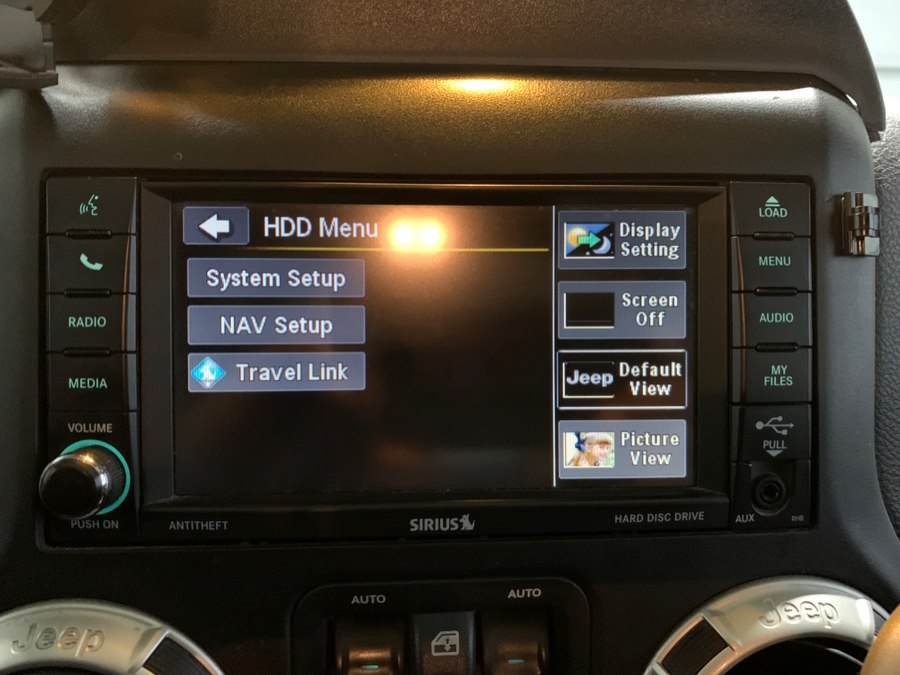 HDD Menu
System Setup
NAV Setup
Travel Link
Display
Setting
Screen
Off
Jeep
Default
View
Picture
View
RADIO
MEDIA
VOLUME
PUSH ON
LOAD
MENU
AUDIO
MY
FILES
PULL
AUX
RHB
ANTITHEFT
SIRIUS
HARD DISC DRIVE
AUTO
AUTO
Jeep
Jeep